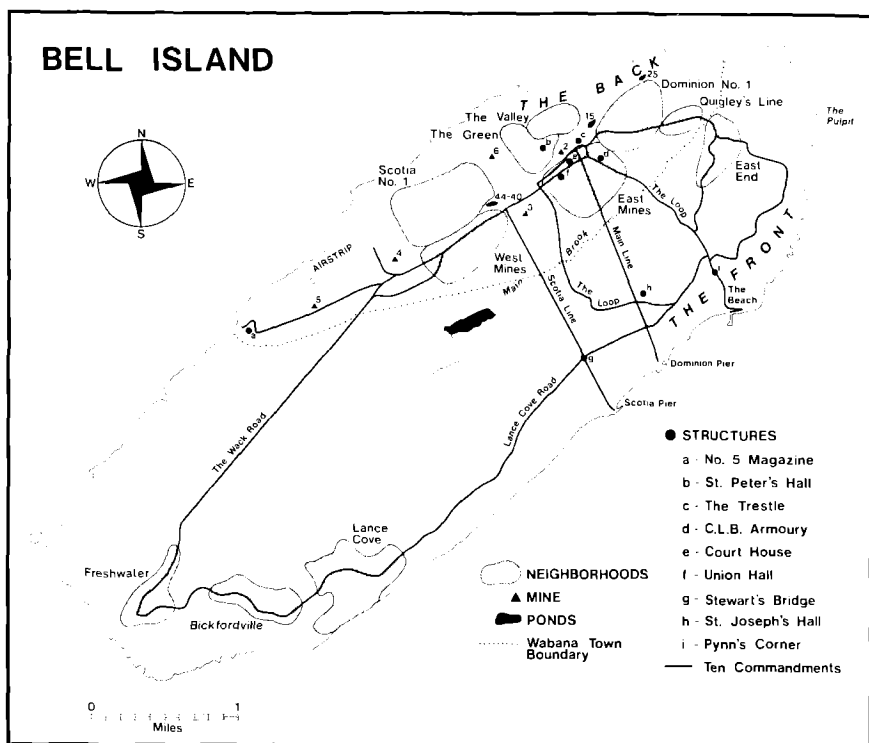 BELL ISLAND
N
W
E
S
THE BACK
25
Dominion No. 1
Quigley's Line
The
Pulpit
The Valley
The Green
15
b
c
2
6
e
d
f
East
End
Scotia
No. 1
44-40
3
East
Mines
The Loop
AIRSTRIP
4
West
Mines
Main
Brook
Main Line
Scotia
Line
The
Loop
h
i
The
Beach
THE FRONT
5
a
g
Dominion Pier
Scotia Pier
The Wack Road
Lance Cove Road
Lance
Cove
Freshwater
Bickfordville
STRUCTURES
a - No. 5 Magazine
b - St. Peter's Hall
c - The Trestle
d - C.L.B. Armoury
e - Court House
f - Union Hall
g - Stewart's Bridge
h - St. Joseph's Hall
i - Pynn's Corner
Ten Commandments
NEIGHBORHOODS
MINE
PONDS
Wabana Town
Boundary
0
1
Miles